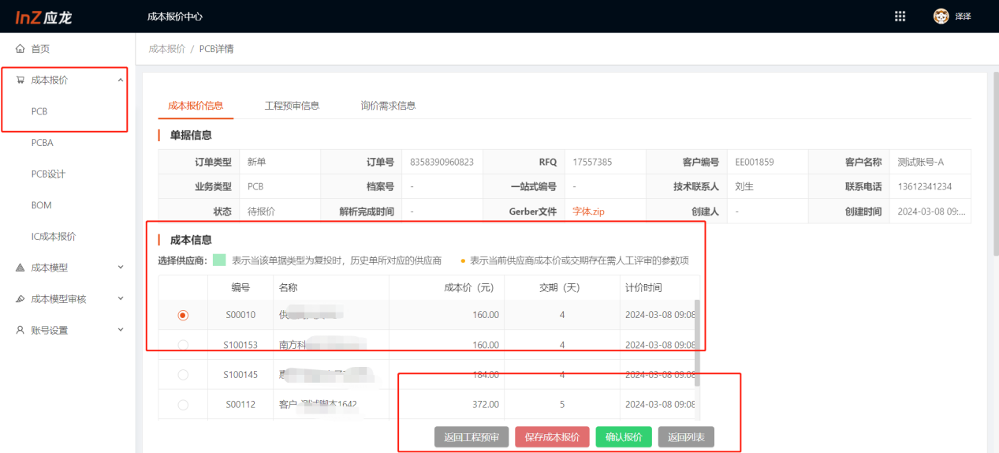 InZ应龙
成本报价中心
泽泽
首页
成本报价
PCB
PCBA
PCB设计
BOM
IC成本报价
成本模型
成本模型审核
账号设置
成本报价 / PCB详情
成本报价信息 工程预审信息 询价需求信息
单据信息
订单类型 新单 订单号 8358390960823 RFQ 17557385 客户编号 EE001859 客户名称 测试账号-A
业务类型 PCB 档案号 - 一站式编号 - 技术联系人 刘生 联系电话 13612341234
状态 待报价 解析完成时间 - Gerber文件 字体.zip 创建人 - 创建时间 2024-03-08 09:...
成本信息
选择供应商： 表示当该单据类型为复投时，历史单所对应的供应商 表示当前供应商成本价或交期存在需人工评审的参数项
编号 名称 成本价（元） 交期（天） 计价时间
S00010 供 160.00 4 2024-03-08 09:08
S100153 南方科 160.00 4 2024-03-08 09:08
S100145 184.00 4 2024-03-08 09:08
S00112 客户 测试脚本1642 372.00 5 2024-03-08 09:08
返回工程预审 保存成本报价 确认报价 返回列表